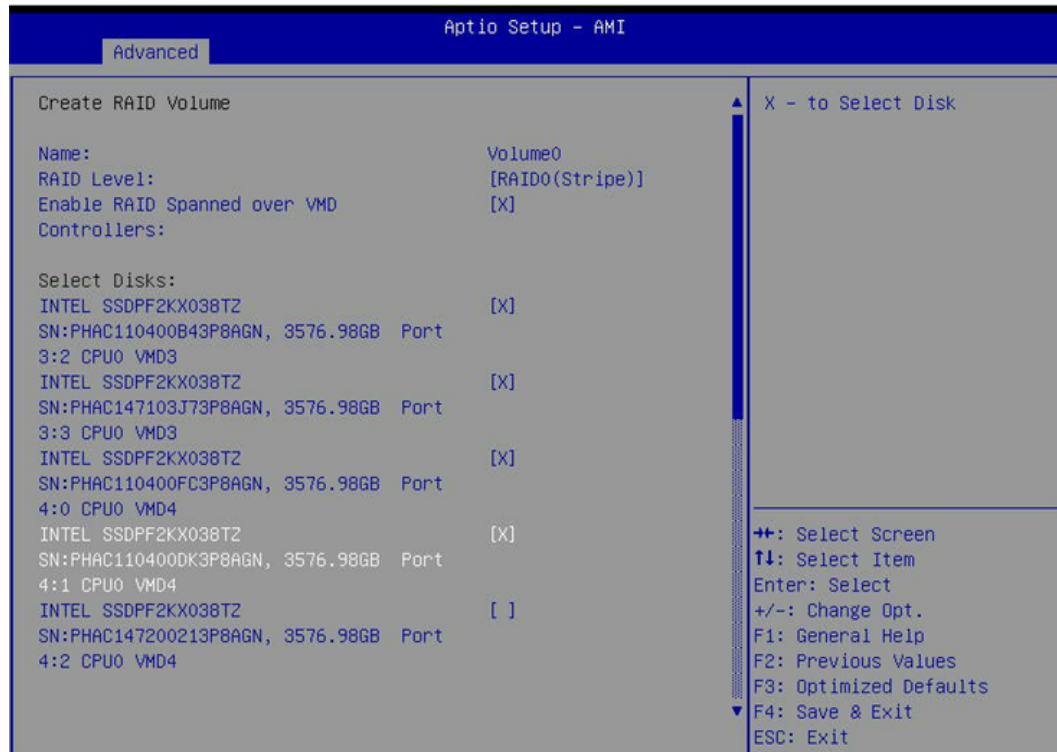 Aptio Setup - AMI
Advanced
Create RAID Volume
Name: Volume0
RAID Level: [RAID0(Stripe)]
Enable RAID Spanned over VMD [X]
Controllers:
Select Disks:
INTEL SSDPF2KX038TZ [X]
SN:PHAC110400B43P8AGN, 3576.98GB Port
3:2 CPU0 VMD3
INTEL SSDPF2KX038TZ [X]
SN:PHAC147103J73P8AGN, 3576.98GB Port
3:3 CPU0 VMD3
INTEL SSDPF2KX038TZ [X]
SN:PHAC110400FC3P8AGN, 3576.98GB Port
4:0 CPU0 VMD4
INTEL SSDPF2KX038TZ [X]
SN:PHAC110400DK3P8AGN, 3576.98GB Port
4:1 CPU0 VMD4
INTEL SSDPF2KX038TZ [ ]
SN:PHAC147200213P8AGN, 3576.98GB Port
4:2 CPU0 VMD4
X - to Select Disk
→←: Select Screen
↑↓: Select Item
Enter: Select
+/-: Change Opt.
F1: General Help
F2: Previous Values
F3: Optimized Defaults
F4: Save & Exit
ESC: Exit